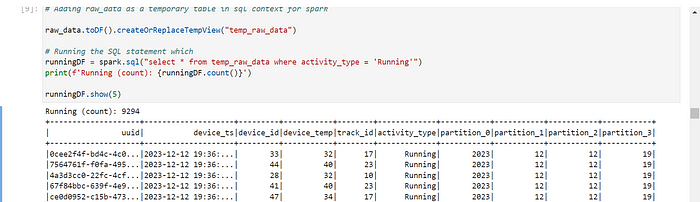 [9]: # Adding raw_data as a temporary table in sql context for spark
raw_data.toDF().createOrReplaceTempView("temp_raw_data")
# Running the SQL statement which
runningDF = spark.sql("select * from temp_raw_data where activity_type = 'Running'")
print(f'Running (count): {runningDF.count()}')
runningDF.show(5)
Running (count): 9294
+--------------------+--------------------+---------+-----------+--------+-------------+-----------+-----------+-----------+-----------+
| uuid| device_ts|device_id|device_temp|track_id|activity_type|partition_0|partition_1|partition_2|partition_3|
+--------------------+--------------------+---------+-----------+--------+-------------+-----------+-----------+-----------+-----------+
|0cee2f4f-bd4c-4c0...|2023-12-12 19:36:...| 33| 32| 17| Running| 2023| 12| 12| 19|
|7564761f-f0fa-495...|2023-12-12 19:36:...| 44| 40| 23| Running| 2023| 12| 12| 19|
|4a3d3cc0-22fc-4cf...|2023-12-12 19:36:...| 28| 32| 10| Running| 2023| 12| 12| 19|
|67f84bbc-639f-4e9...|2023-12-12 19:36:...| 41| 40| 23| Running| 2023| 12| 12| 19|
|ce0d0952-c15b-473...|2023-12-12 19:36:...| 47| 34| 17| Running| 2023| 12| 12| 19|